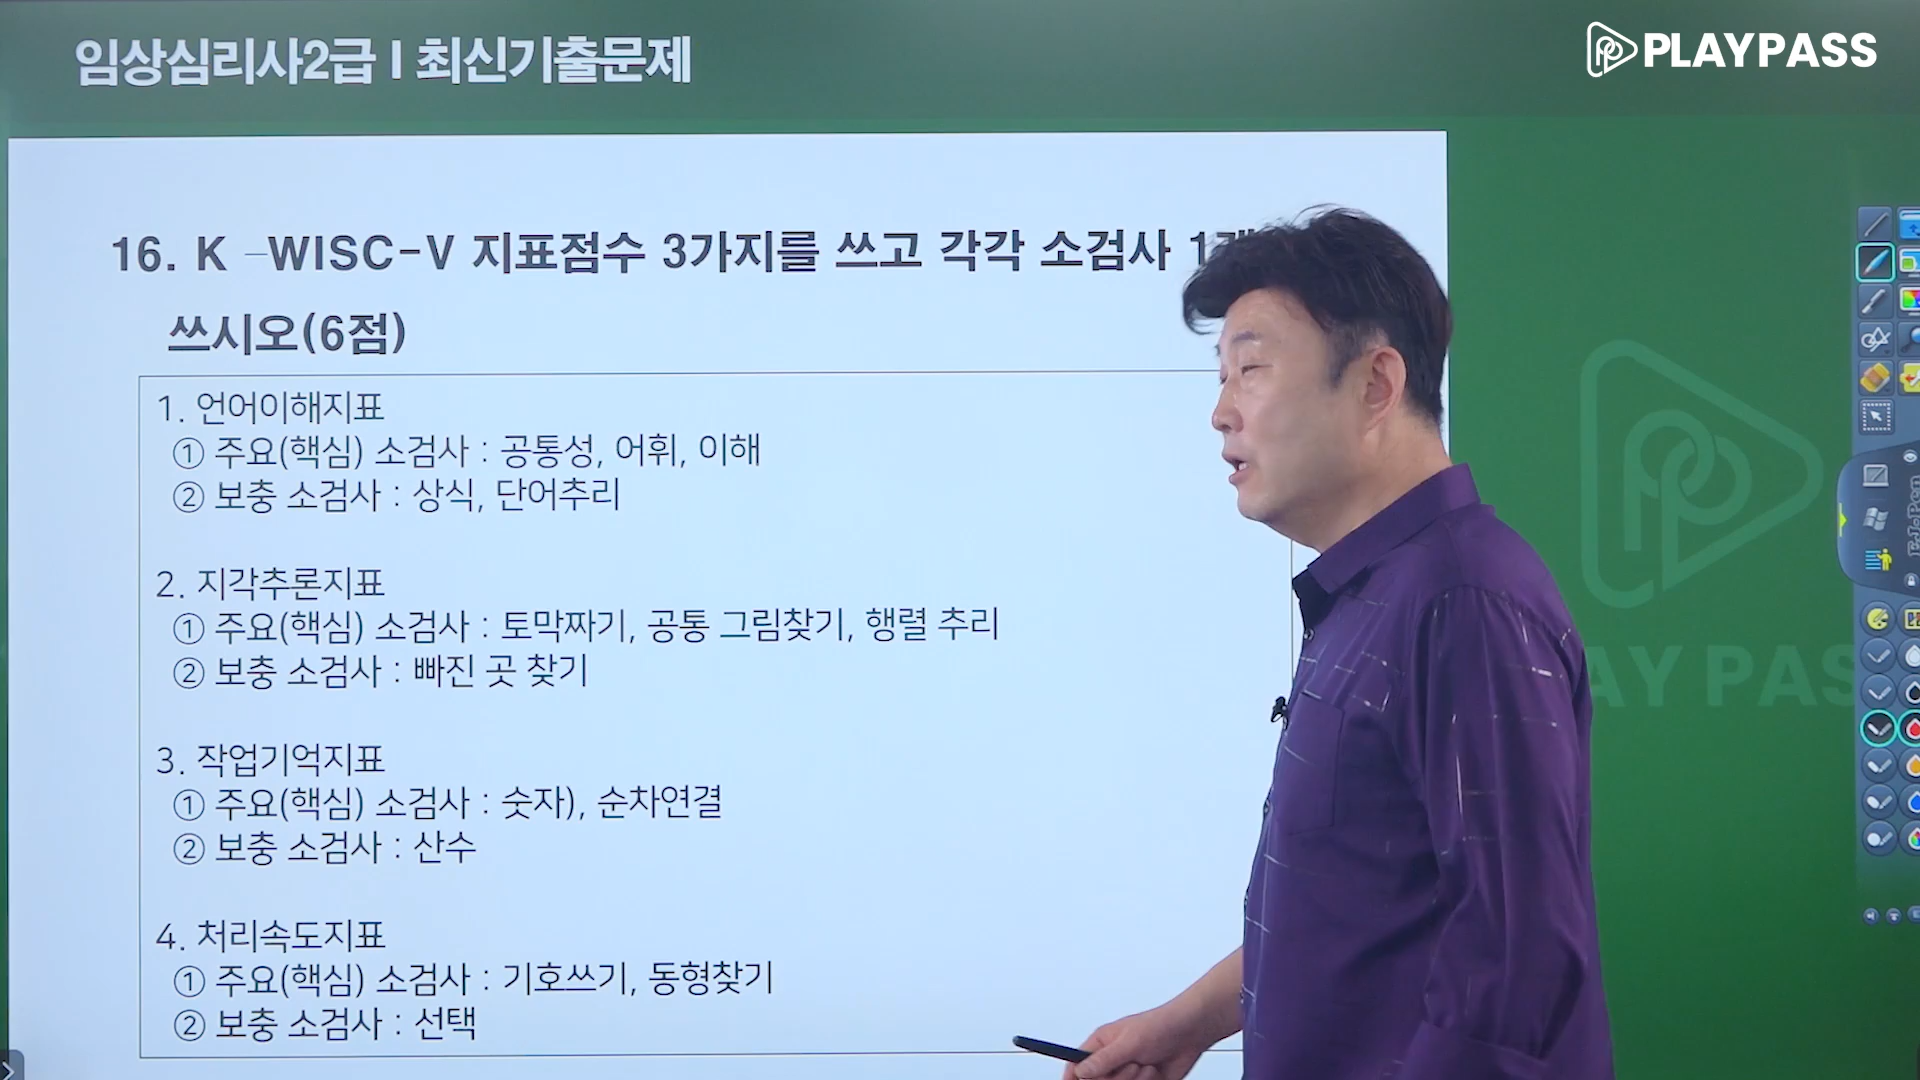 임상심리사2급 I 최신기출문제
PLAYPASS
16. K –WISC-V 지표점수 3가지를 쓰고 각각 소검사 1
쓰시오(6점)
1. 언어이해지표
① 주요(핵심) 소검사 : 공통성, 어휘, 이해
② 보충 소검사 : 상식, 단어추리
2. 지각추론지표
① 주요(핵심) 소검사 : 토막짜기, 공통 그림찾기, 행렬 추리
② 보충 소검사 : 빠진 곳 찾기
3. 작업기억지표
① 주요(핵심) 소검사 : 숫자), 순차연결
② 보충 소검사 : 산수
4. 처리속도지표
① 주요(핵심) 소검사 : 기호쓰기, 동형찾기
② 보충 소검사 : 선택
AY PAS